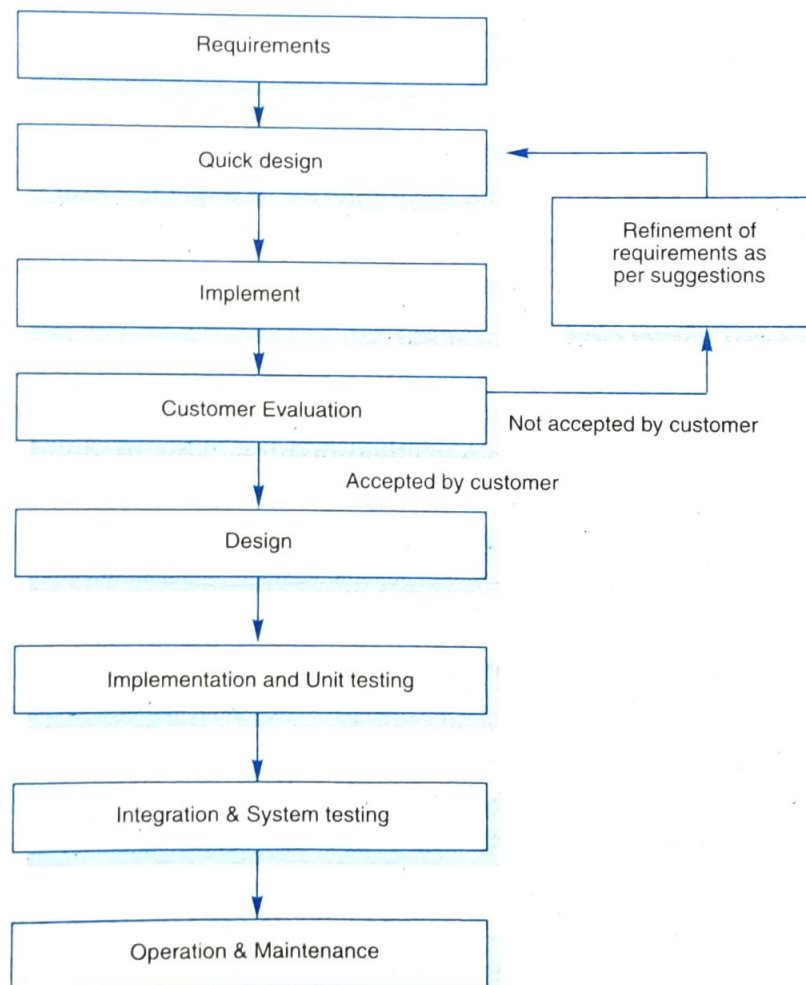 Requirements
Quick design
Refinement of
requirements as
per suggestions
Implement
Customer Evaluation
Not accepted by customer
Accepted by customer
Design
Implementation and Unit testing
Integration & System testing
Operation & Maintenance